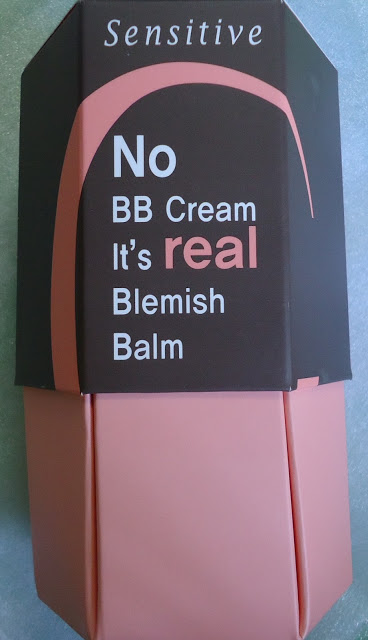 Sensitive
No
BB Cream
It's real
Blemish
Balm